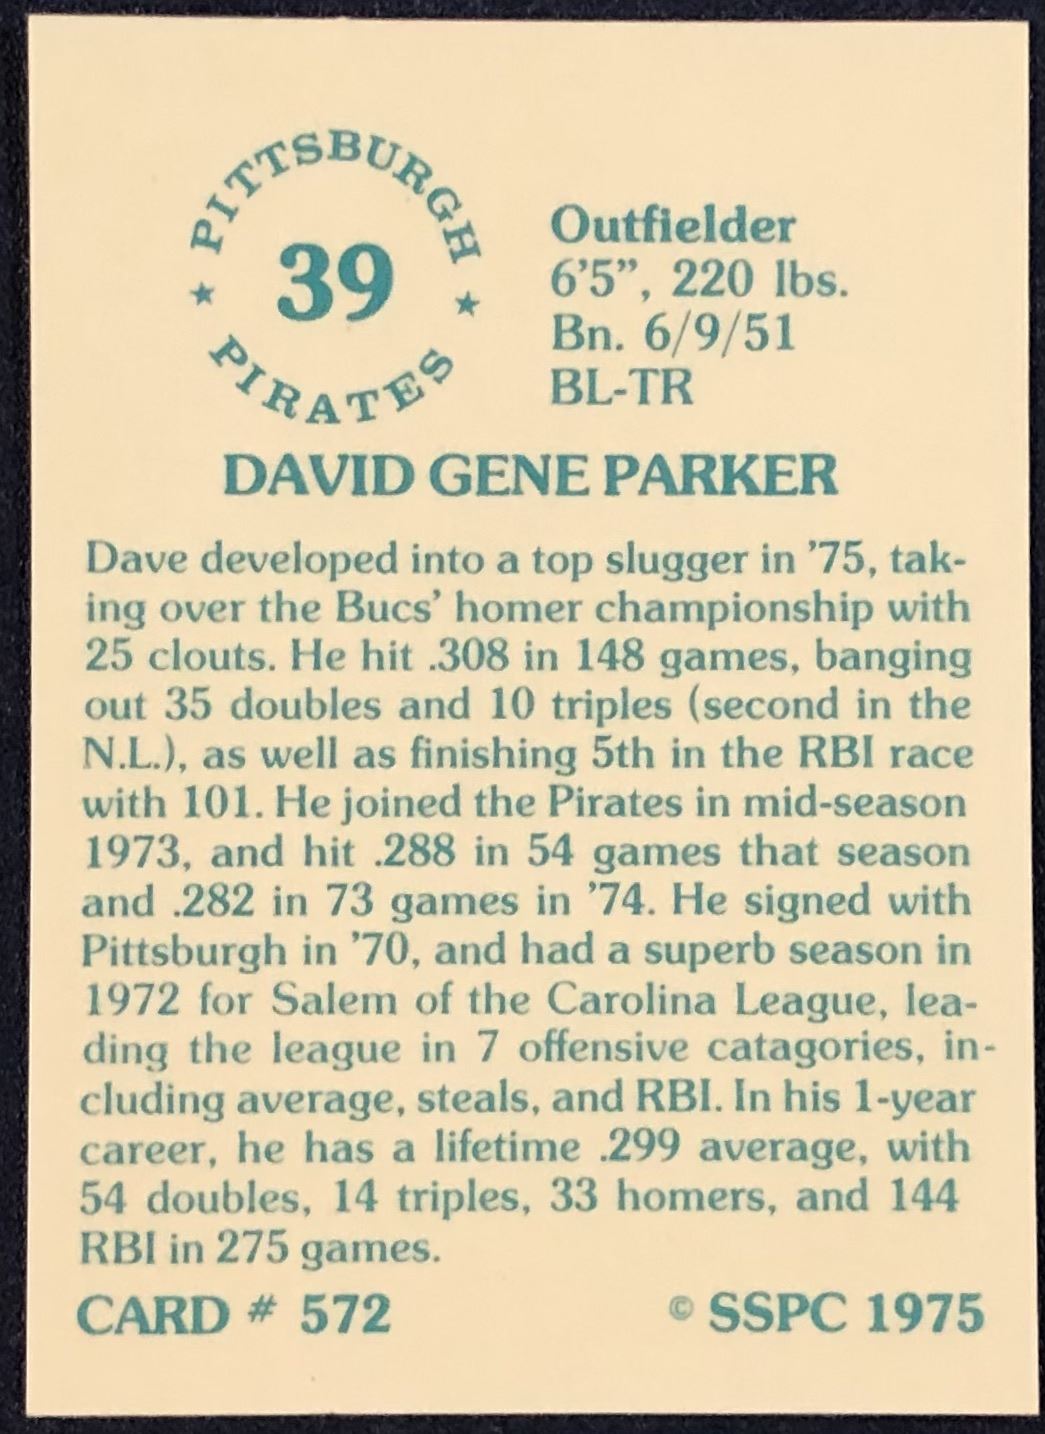 PITTSBURGH
39
★ ★
PIRATES
Outfielder
6'5”, 220 lbs.
Bn. 6/9/51
BL-TR
DAVID GENE PARKER
Dave developed into a top slugger in ’75, tak-
ing over the Bucs’ homer championship with
25 clouts. He hit .308 in 148 games, banging
out 35 doubles and 10 triples (second in the
N.L.), as well as finishing 5th in the RBI race
with 101. He joined the Pirates in mid-season
1973, and hit .288 in 54 games that season
and .282 in 73 games in ’74. He signed with
Pittsburgh in ’70, and had a superb season in
1972 for Salem of the Carolina League, lea-
ding the league in 7 offensive catagories, in-
cluding average, steals, and RBI. In his 1-year
career, he has a lifetime .299 average, with
54 doubles, 14 triples, 33 homers, and 144
RBI in 275 games.
CARD # 572
© SSPC 1975